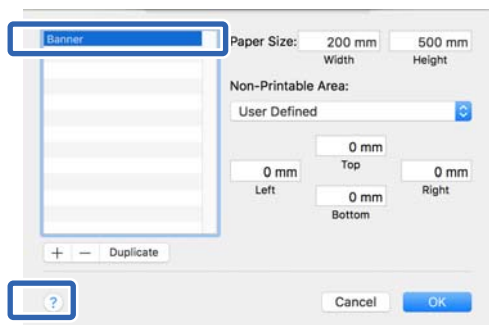 Banner
Paper Size: 200 mm 500 mm
Width Height
Non-Printable Area:
User Defined
0 mm
Top
0 mm 0 mm
Left Right
0 mm
Bottom
+ − Duplicate
? Cancel OK